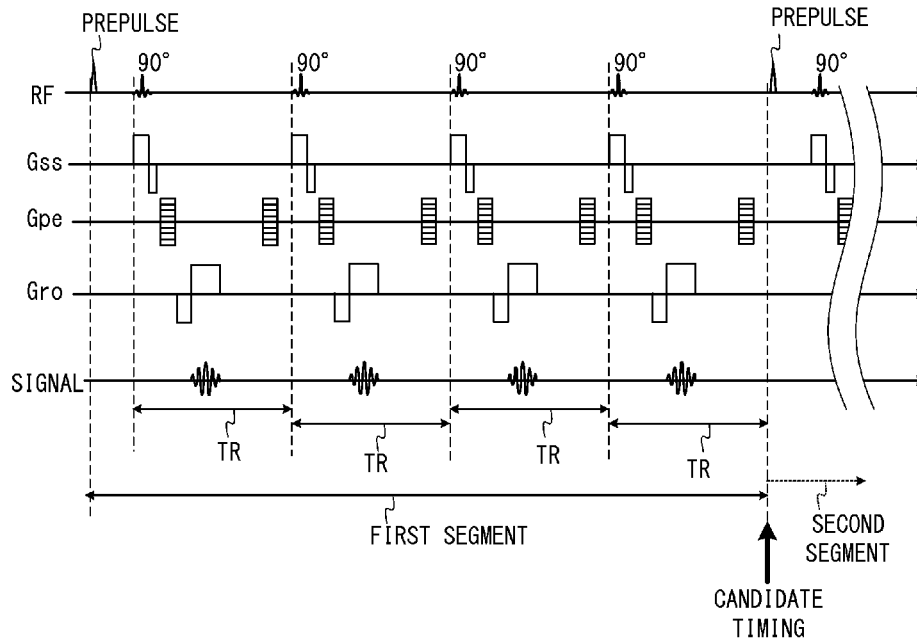 PREPULSE
PREPULSE
90°
90°
90°
90°
90°
RF
Gss
Gpe
Gro
SIGNAL
TR
TR
TR
TR
FIRST SEGMENT
SECOND
SEGMENT
CANDIDATE
TIMING